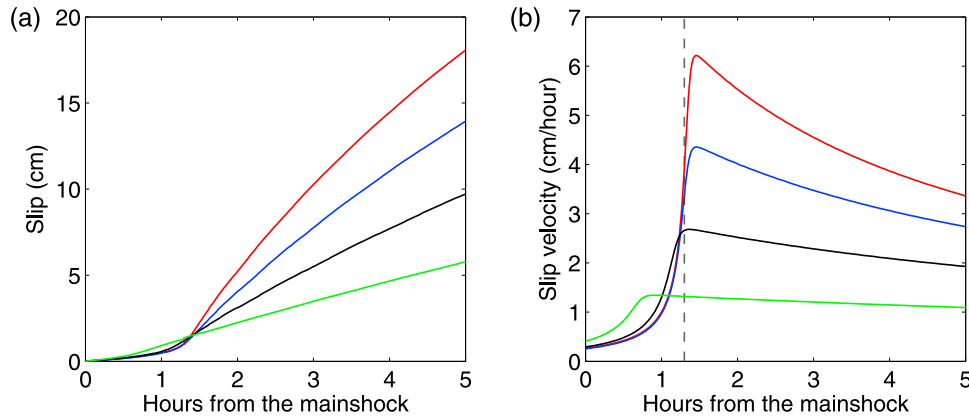 (a)
20
15
10
5
0
Slip (cm)
0 1 2 3 4 5
Hours from the mainshock
(b)
7
6
5
4
3
2
1
0
Slip velocity (cm/hour)
0 1 2 3 4 5
Hours from the mainshock